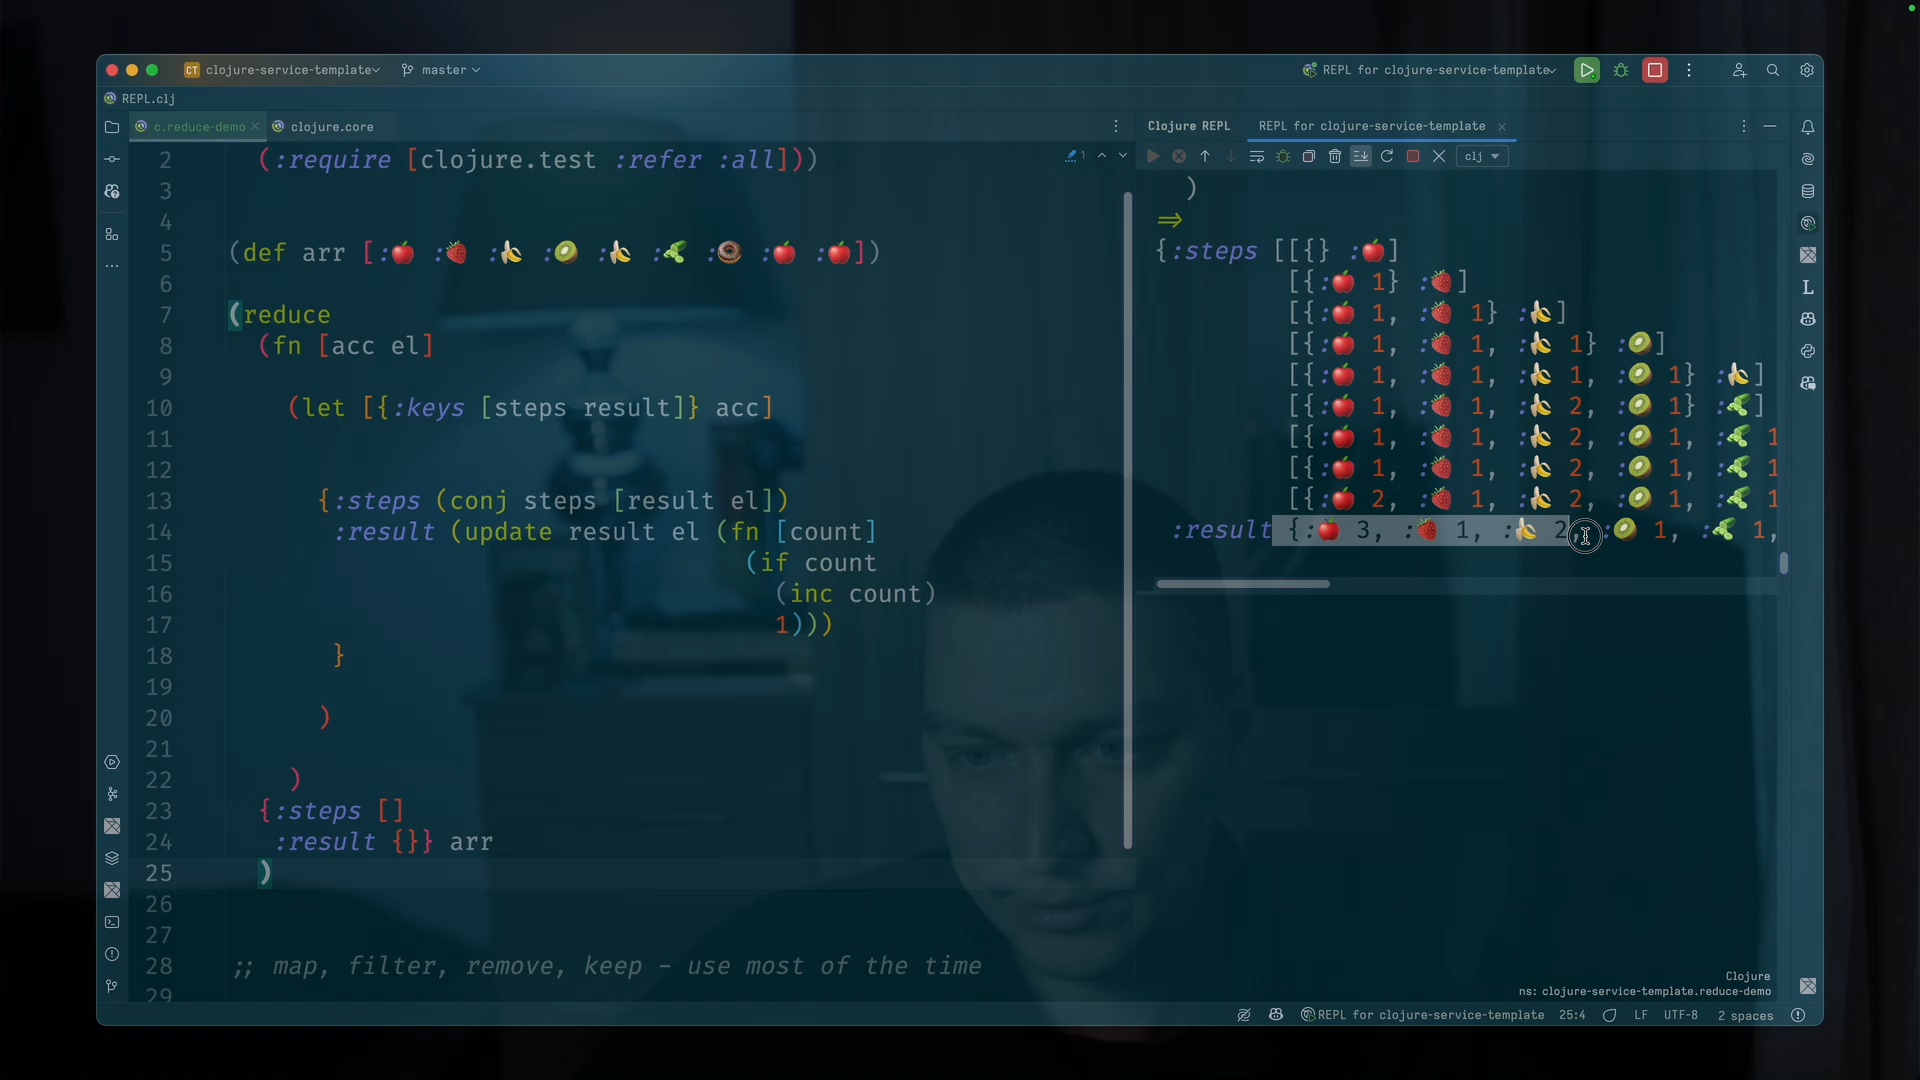 CT clojure-service-template master REPL for clojure-service-template
REPL.clj
c.reduce-demo clojure.core Clojure REPL REPL for clojure-service-template
1 clj
2 (:require [clojure.test :refer :all]))
3
4
5 (def arr [:🍎 :🍓 :🍌 :🥝 :🍌 :🥒 :🍩 :🍎 :🍎])
6
7 (reduce
8 (fn [acc el]
9
10 (let [{:keys [steps result]} acc]
11
12
13 {:steps (conj steps [result el])
14 :result (update result el (fn [count]
15 (if count
16 (inc count)
17 1)))
18 }
19
20 )
21
22 )
23 {:steps []
24 :result {}} arr
25 )
26
27
28 ;; map, filter, remove, keep - use most of the time
29
)
=>
{:steps [[{} :🍎]
[{:🍎 1} :🍓]
[{:🍎 1, :🍓 1} :🍌]
[{:🍎 1, :🍓 1, :🍌 1} :🥝]
[{:🍎 1, :🍓 1, :🍌 1, :🥝 1} :🍌]
[{:🍎 1, :🍓 1, :🍌 2, :🥝 1} :🥒]
[{:🍎 1, :🍓 1, :🍌 2, :🥝 1, :🥒 1
[{:🍎 1, :🍓 1, :🍌 2, :🥝 1, :🥒 1
[{:🍎 2, :🍓 1, :🍌 2, :🥝 1, :🥒 1
:result {:🍎 3, :🍓 1, :🍌 2, :🥝 1, :🥒 1,
L
Clojure
ns: clojure-service-template.reduce-demo
REPL for clojure-service-template 25:4 LF UTF-8 2 spaces